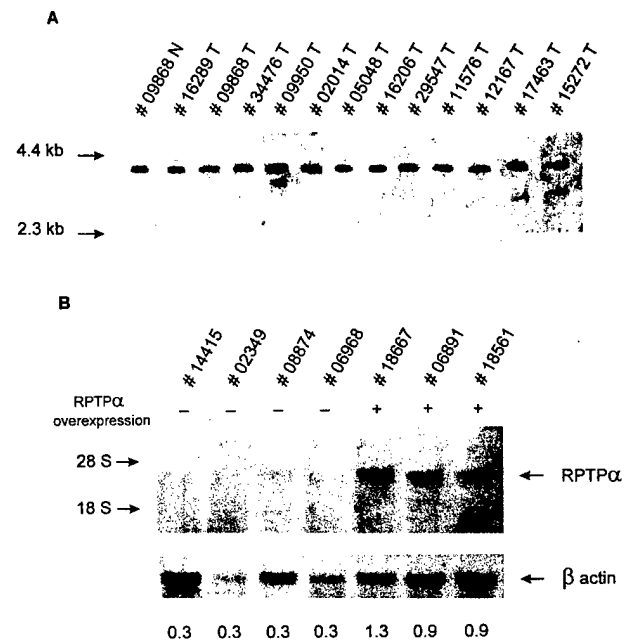 A
# 09868 N
# 16289 T
# 09868 T
# 34476 T
# 09950 T
# 02014 T
# 05048 T
# 16206 T
# 29547 T
# 11576 T
# 12167 T
# 17463 T
# 15272 T
4.4 kb
2.3 kb
B
# 14415
# 02349
# 08874
# 06968
# 18667
# 06891
# 18561
RPTPα
overexpression
– – – – + + +
28 S
RPTPα
18 S
β actin
0.3 0.3 0.3 0.3 1.3 0.9 0.9